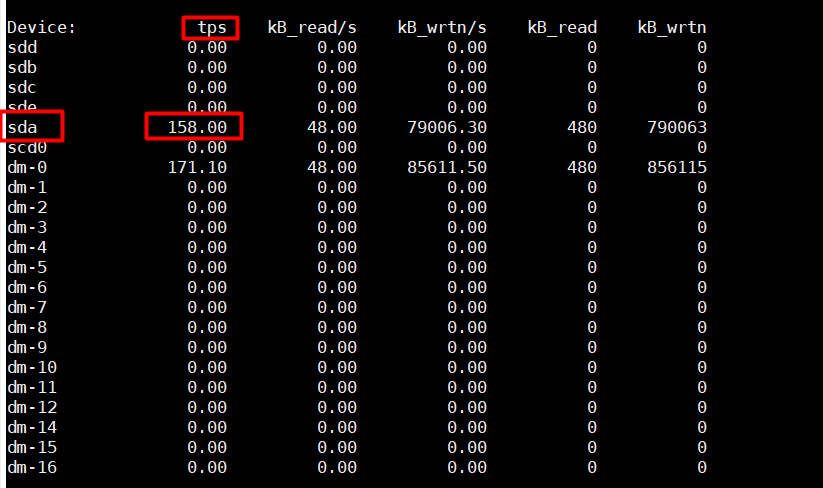 Device: tps kB_read/s kB_wrtn/s kB_read kB_wrtn
sdd 0.00 0.00 0.00 0 0
sdb 0.00 0.00 0.00 0 0
sdc 0.00 0.00 0.00 0 0
sde 0.00 0.00 0.00 0 0
sda 158.00 48.00 79006.30 480 790063
scd0 0.00 0.00 0.00 0 0
dm-0 171.10 48.00 85611.50 480 856115
dm-1 0.00 0.00 0.00 0 0
dm-2 0.00 0.00 0.00 0 0
dm-3 0.00 0.00 0.00 0 0
dm-4 0.00 0.00 0.00 0 0
dm-5 0.00 0.00 0.00 0 0
dm-6 0.00 0.00 0.00 0 0
dm-7 0.00 0.00 0.00 0 0
dm-8 0.00 0.00 0.00 0 0
dm-9 0.00 0.00 0.00 0 0
dm-10 0.00 0.00 0.00 0 0
dm-11 0.00 0.00 0.00 0 0
dm-12 0.00 0.00 0.00 0 0
dm-14 0.00 0.00 0.00 0 0
dm-15 0.00 0.00 0.00 0 0
dm-16 0.00 0.00 0.00 0 0